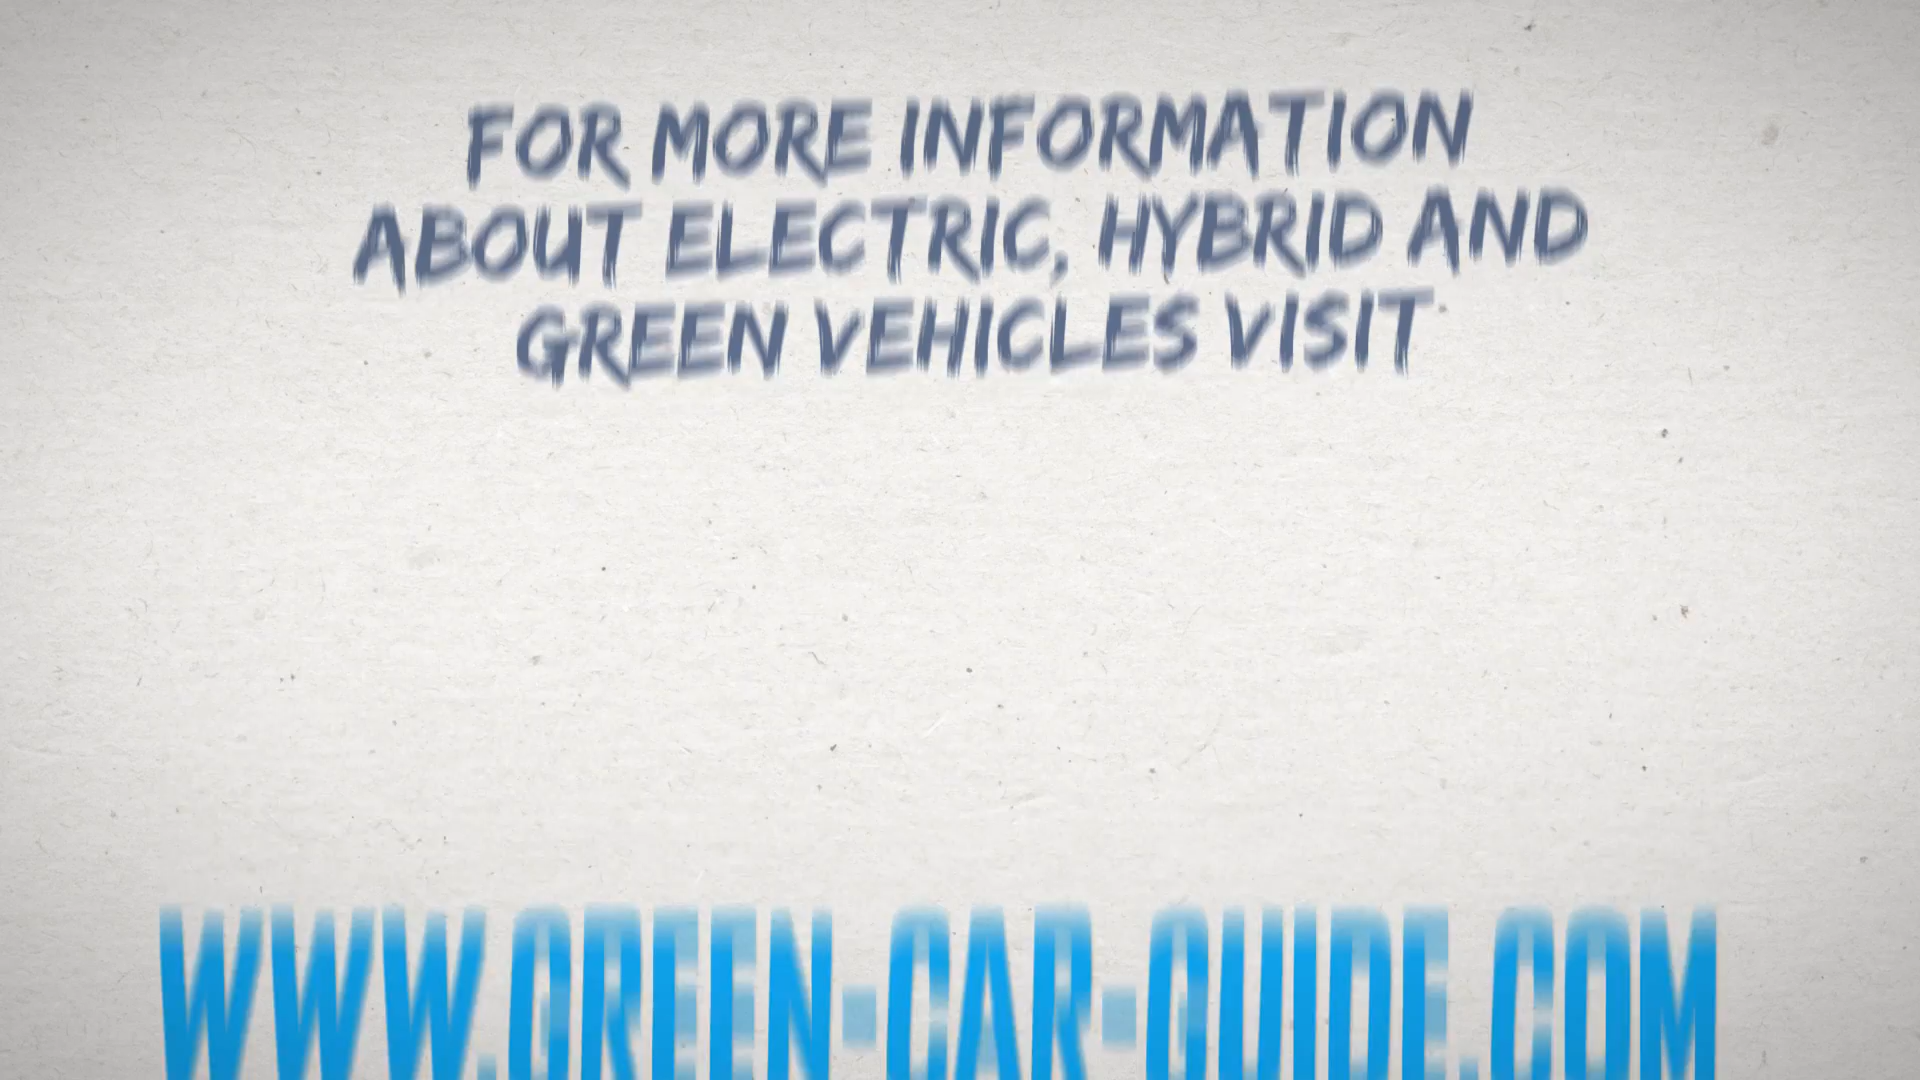 FOR MORE INFORMATION
ABOUT ELECTRIC, HYBRID AND
GREEN VEHICLES VISIT
WWW.GREEN-CAR-GUIDE.COM